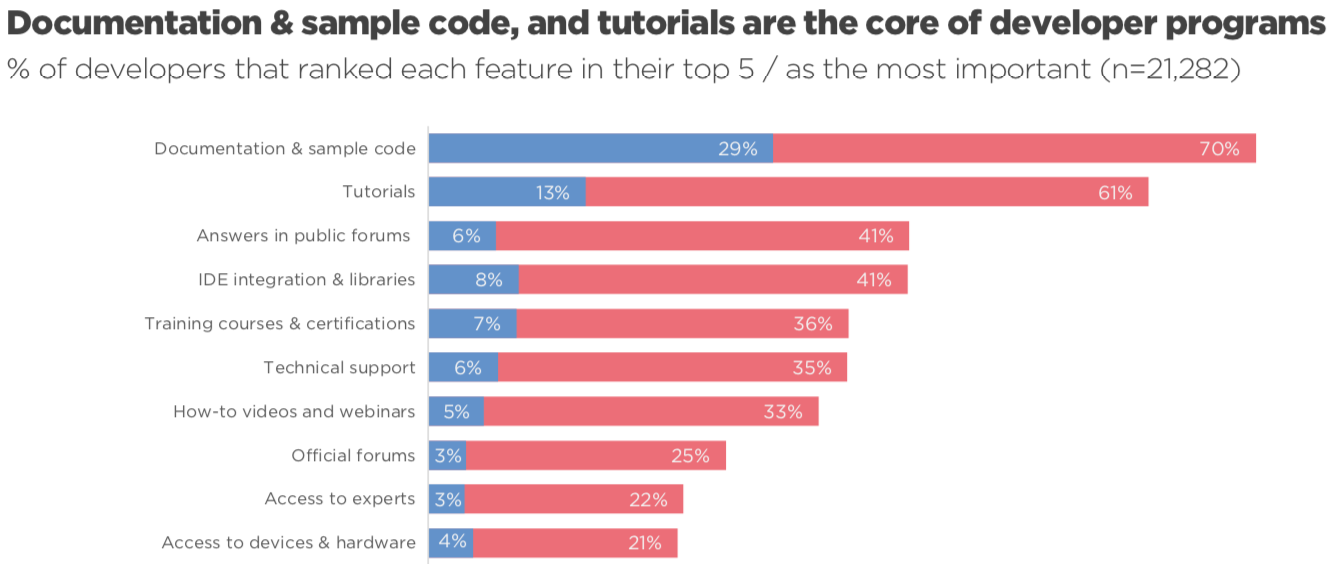 Documentation & sample code, and tutorials are the core of developer programs
% of developers that ranked each feature in their top 5 / as the most important (n=21,282)
Documentation & sample code 29% 70%
Tutorials 13% 61%
Answers in public forums 6% 41%
IDE integration & libraries 8% 41%
Training courses & certifications 7% 36%
Technical support 6% 35%
How-to videos and webinars 5% 33%
Official forums 3% 25%
Access to experts 3% 22%
Access to devices & hardware 4% 21%